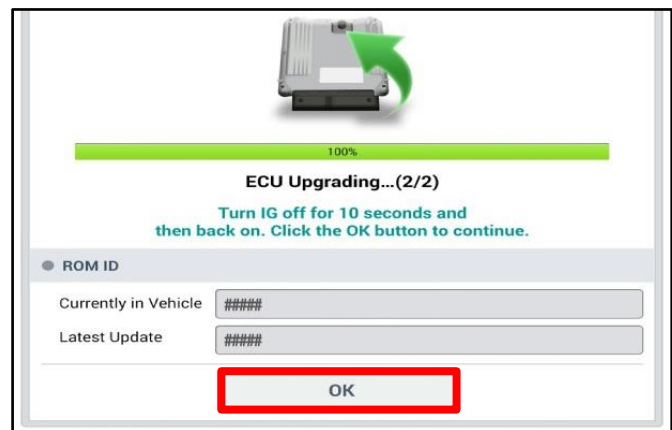 100%
ECU Upgrading...(2/2)
Turn IG off for 10 seconds and
then back on. Click the OK button to continue.
ROM ID
Currently in Vehicle #####
Latest Update #####
OK